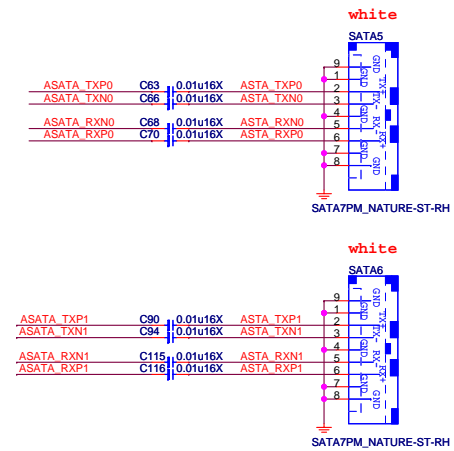 white
SATA5
9 GND
1
ASATA_TXP0 C63 0.01u16X ASTA_TXP0 2 TX+
ASATA_TXN0 C66 0.01u16X ASTA_TXN0 3 TX-
4 GND
ASATA_RXN0 C68 0.01u16X ASTA_RXN0 5 RX-
ASATA_RXP0 C70 0.01u16X ASTA_RXP0 6 RX+
7 GND
8 GND
SATA7PM_NATURE-ST-RH
white
SATA6
9 GND
1
ASATA_TXP1 C90 0.01u16X ASTA_TXP1 2 TX+
ASATA_TXN1 C94 0.01u16X ASTA_TXN1 3 TX-
4 GND
ASATA_RXN1 C115 0.01u16X ASTA_RXN1 5 RX-
ASATA_RXP1 C116 0.01u16X ASTA_RXP1 6 RX+
7 GND
8 GND
SATA7PM_NATURE-ST-RH